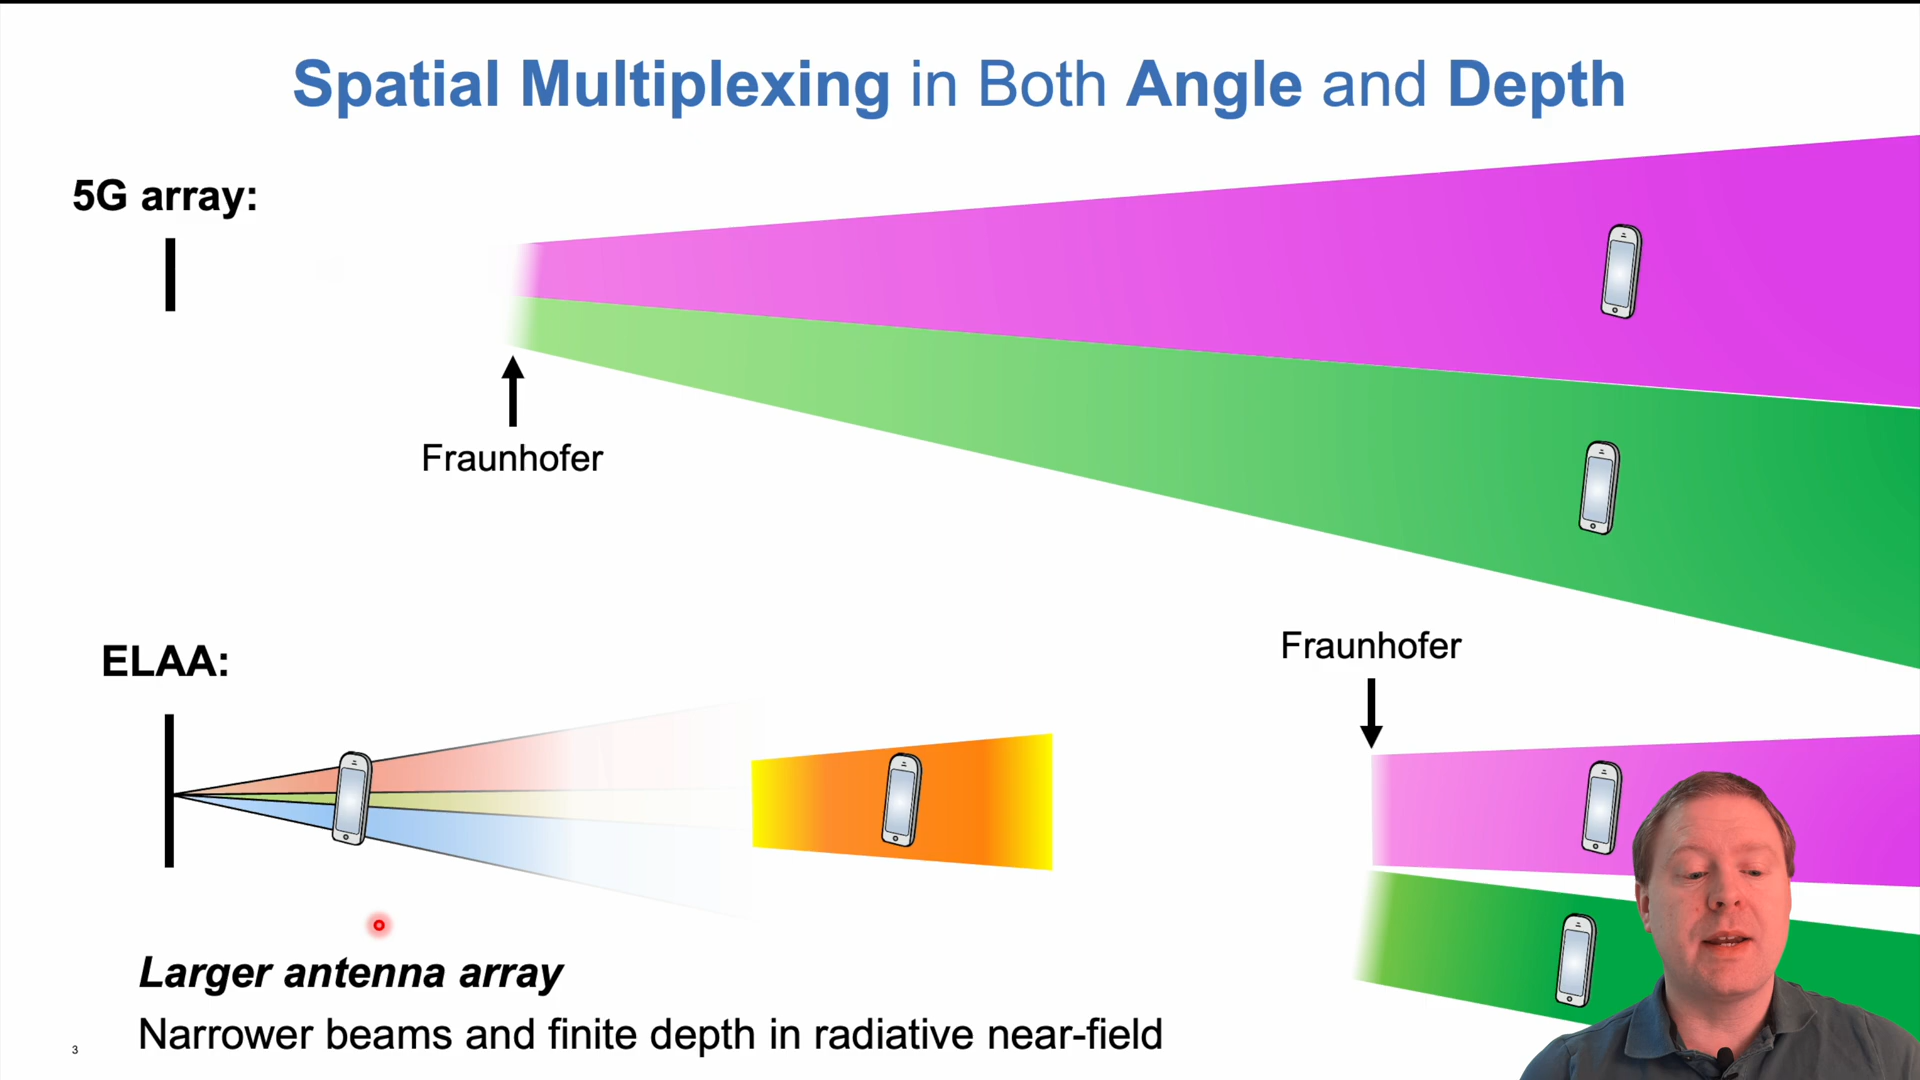 Spatial Multiplexing in Both Angle and Depth
5G array:
Fraunhofer
ELAA:
Fraunhofer
Larger antenna array
Narrower beams and finite depth in radiative near-field
3